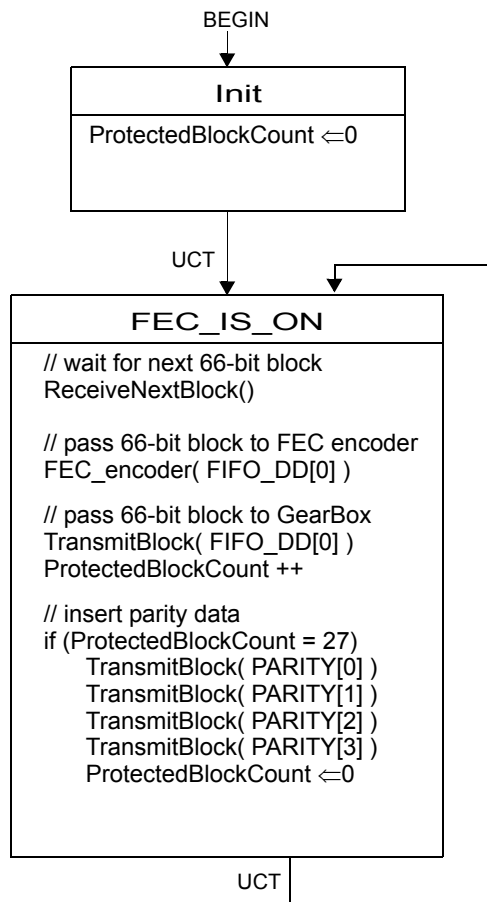 BEGIN
Init
ProtectedBlockCount ⇐0
UCT
FEC_IS_ON
// wait for next 66-bit block
ReceiveNextBlock()
// pass 66-bit block to FEC encoder
FEC_encoder( FIFO_DD[0] )
// pass 66-bit block to GearBox
TransmitBlock( FIFO_DD[0] )
ProtectedBlockCount ++
// insert parity data
if (ProtectedBlockCount = 27)
TransmitBlock( PARITY[0] )
TransmitBlock( PARITY[1] )
TransmitBlock( PARITY[2] )
TransmitBlock( PARITY[3] )
ProtectedBlockCount ⇐0
UCT